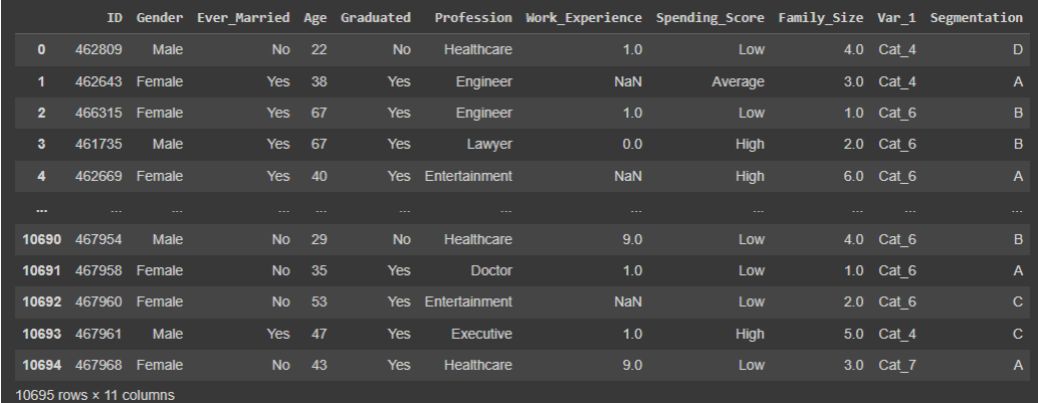 ID Gender Ever_Married Age Graduated Profession Work_Experience Spending_Score Family_Size Var_1 Segmentation
0 462809 Male No 22 No Healthcare 1.0 Low 4.0 Cat_4 D
1 462643 Female Yes 38 Yes Engineer NaN Average 3.0 Cat_4 A
2 466315 Female Yes 67 Yes Engineer 1.0 Low 1.0 Cat_6 B
3 461735 Male Yes 67 Yes Lawyer 0.0 High 2.0 Cat_6 B
4 462669 Female Yes 40 Yes Entertainment NaN High 6.0 Cat_6 A
... ... ... ... ... ... ... ... ... ... ... ...
10690 467954 Male No 29 No Healthcare 9.0 Low 4.0 Cat_6 B
10691 467958 Female No 35 Yes Doctor 1.0 Low 1.0 Cat_6 A
10692 467960 Female No 53 Yes Entertainment NaN Low 2.0 Cat_6 C
10693 467961 Male Yes 47 Yes Executive 1.0 High 5.0 Cat_4 C
10694 467968 Female No 43 Yes Healthcare 9.0 Low 3.0 Cat_7 A
10695 rows × 11 columns